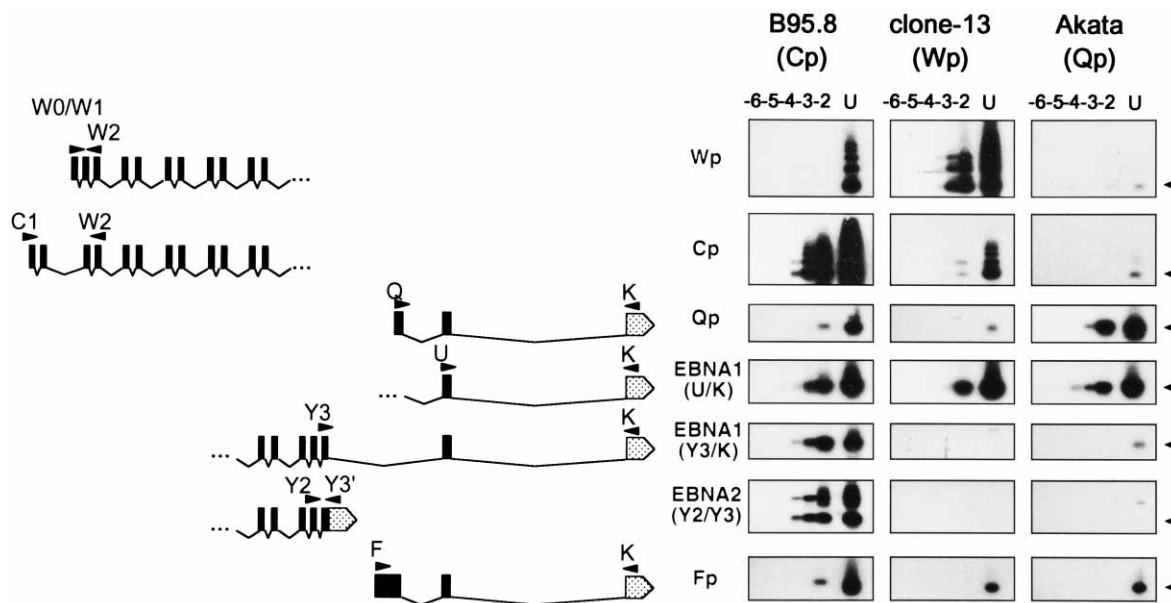 B95.8 clone-13 Akata
(Cp) (Wp) (Qp)
-6-5-4-3-2 U -6-5-4-3-2 U -6-5-4-3-2 U
W0/W1
W2
...
Wp
C1 W2
...
Cp
Q K
Qp
U K
...
EBNA1
(U/K)
Y3 K
...
EBNA1
(Y3/K)
Y2 Y3'
...
EBNA2
(Y2/Y3)
F K
Fp